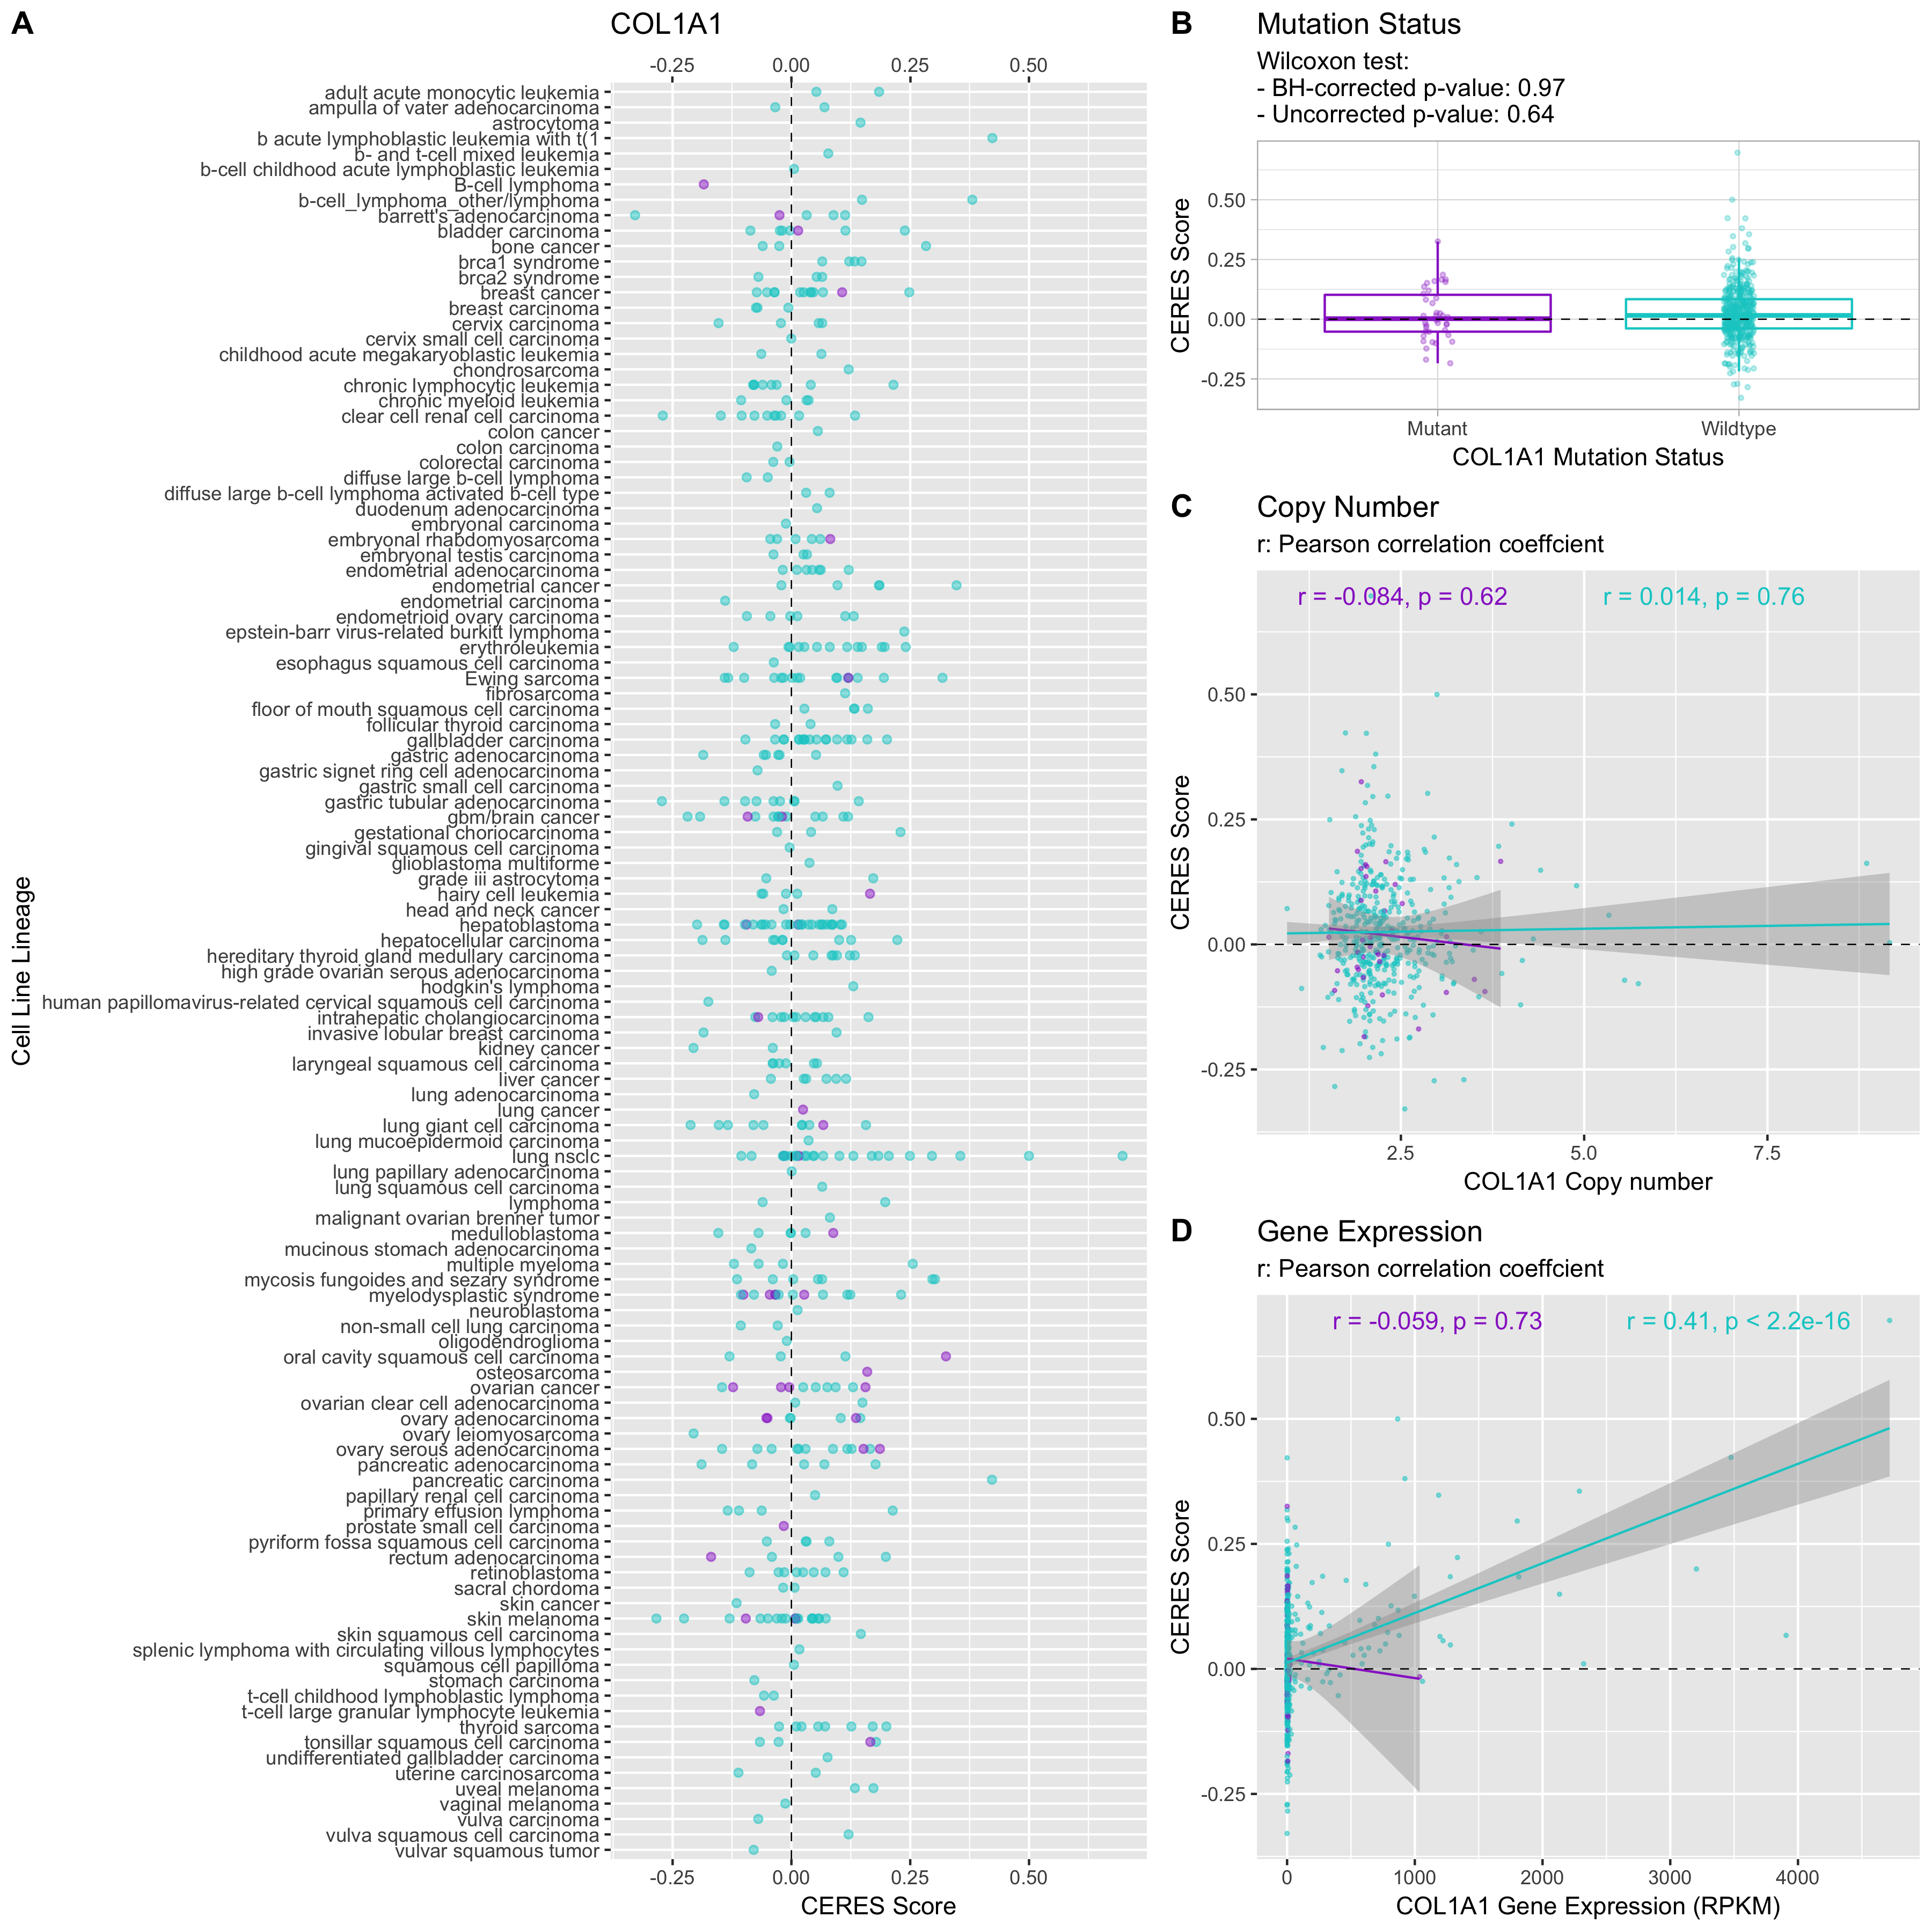 A
COL1A1
-0.25 0.00 0.25 0.50
adult acute monocytic leukemia
ampulla of vater adenocarcinoma
astrocytoma
b acute lymphoblastic leukemia with t(1
b- and t-cell mixed leukemia
b-cell childhood acute lymphoblastic leukemia
B-cell lymphoma
b-cell_lymphoma_other/lymphoma
barrett's adenocarcinoma
bladder carcinoma
bone cancer
brca1 syndrome
brca2 syndrome
breast cancer
breast carcinoma
cervix carcinoma
cervix small cell carcinoma
childhood acute megakaryoblastic leukemia
chondrosarcoma
chronic lymphocytic leukemia
chronic myeloid leukemia
clear cell renal cell carcinoma
colon cancer
colon carcinoma
colorectal carcinoma
diffuse large b-cell lymphoma
diffuse large b-cell lymphoma activated b-cell type
duodenum adenocarcinoma
embryonal carcinoma
embryonal rhabdomyosarcoma
embryonal testis carcinoma
endometrial adenocarcinoma
endometrial cancer
endometrial carcinoma
endometrioid ovary carcinoma
epstein-barr virus-related burkitt lymphoma
erythroleukemia
esophagus squamous cell carcinoma
Ewing sarcoma
fibrosarcoma
floor of mouth squamous cell carcinoma
follicular thyroid carcinoma
gallbladder carcinoma
gastric adenocarcinoma
gastric signet ring cell adenocarcinoma
gastric small cell carcinoma
gastric tubular adenocarcinoma
gbm/brain cancer
gestational choriocarcinoma
gingival squamous cell carcinoma
glioblastoma multiforme
grade iii astrocytoma
hairy cell leukemia
head and neck cancer
hepatoblastoma
hepatocellular carcinoma
hereditary thyroid gland medullary carcinoma
high grade ovarian serous adenocarcinoma
hodgkin's lymphoma
human papillomavirus-related cervical squamous cell carcinoma
intrahepatic cholangiocarcinoma
invasive lobular breast carcinoma
kidney cancer
laryngeal squamous cell carcinoma
liver cancer
lung adenocarcinoma
lung cancer
lung giant cell carcinoma
lung mucoepidermoid carcinoma
lung nsclc
lung papillary adenocarcinoma
lung squamous cell carcinoma
lymphoma
malignant ovarian brenner tumor
medulloblastoma
mucinous stomach adenocarcinoma
multiple myeloma
mycosis fungoides and sezary syndrome
myelodysplastic syndrome
neuroblastoma
non-small cell lung carcinoma
oligodendroglioma
oral cavity squamous cell carcinoma
osteosarcoma
ovarian cancer
ovarian clear cell adenocarcinoma
ovary adenocarcinoma
ovary leiomyosarcoma
ovary serous adenocarcinoma
pancreatic adenocarcinoma
pancreatic carcinoma
papillary renal cell carcinoma
primary effusion lymphoma
prostate small cell carcinoma
pyriform fossa squamous cell carcinoma
rectum adenocarcinoma
retinoblastoma
sacral chordoma
skin cancer
skin melanoma
skin squamous cell carcinoma
splenic lymphoma with circulating villous lymphocytes
squamous cell papilloma
stomach carcinoma
t-cell childhood lymphoblastic lymphoma
t-cell large granular lymphocyte leukemia
thyroid sarcoma
tonsillar squamous cell carcinoma
undifferentiated gallbladder carcinoma
uterine carcinosarcoma
uveal melanoma
vaginal melanoma
vulva carcinoma
vulva squamous cell carcinoma
vulvar squamous tumor
-0.25 0.00 0.25 0.50
CERES Score
Cell Line Lineage
B
Mutation Status
Wilcoxon test:
- BH-corrected p-value: 0.97
- Uncorrected p-value: 0.64
0.50
0.25
0.00
-0.25
CERES Score
Mutant Wildtype
COL1A1 Mutation Status
C
Copy Number
r: Pearson correlation coeffcient
r = -0.084, p = 0.62 r = 0.014, p = 0.76
0.50
0.25
0.00
-0.25
CERES Score
2.5 5.0 7.5
COL1A1 Copy number
D
Gene Expression
r: Pearson correlation coeffcient
r = -0.059, p = 0.73 r = 0.41, p < 2.2e-16
0.50
0.25
0.00
-0.25
CERES Score
0 1000 2000 3000 4000
COL1A1 Gene Expression (RPKM)